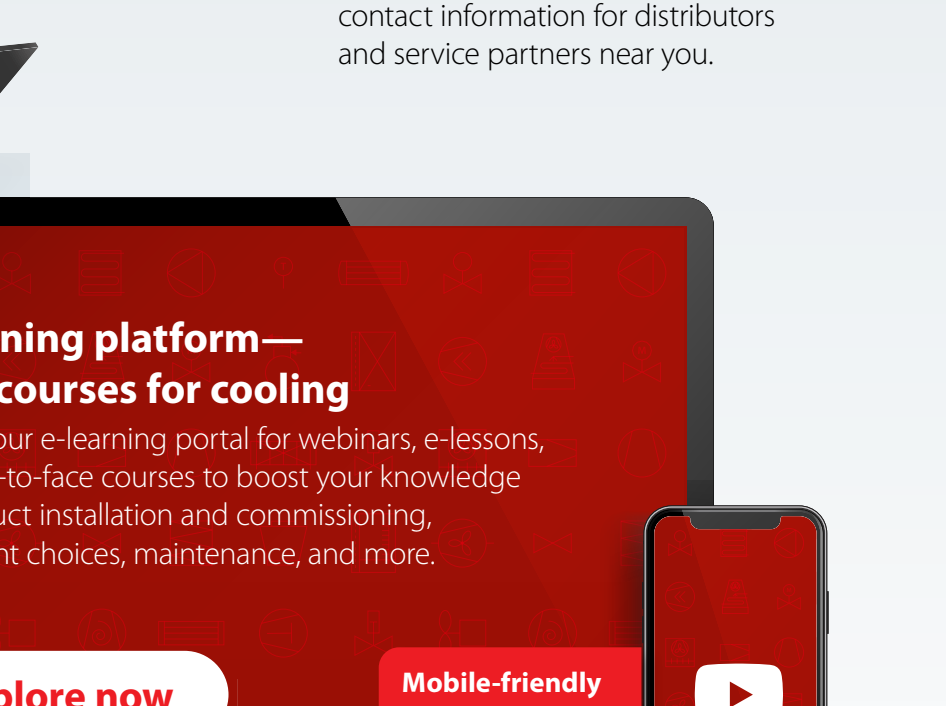 contact information for distributors
and service partners near you.
ning platform—
courses for cooling
our e-learning portal for webinars, e-lessons,
-to-face courses to boost your knowledge
uct installation and commissioning,
nt choices, maintenance, and more.
plore now
Mobile-friendly